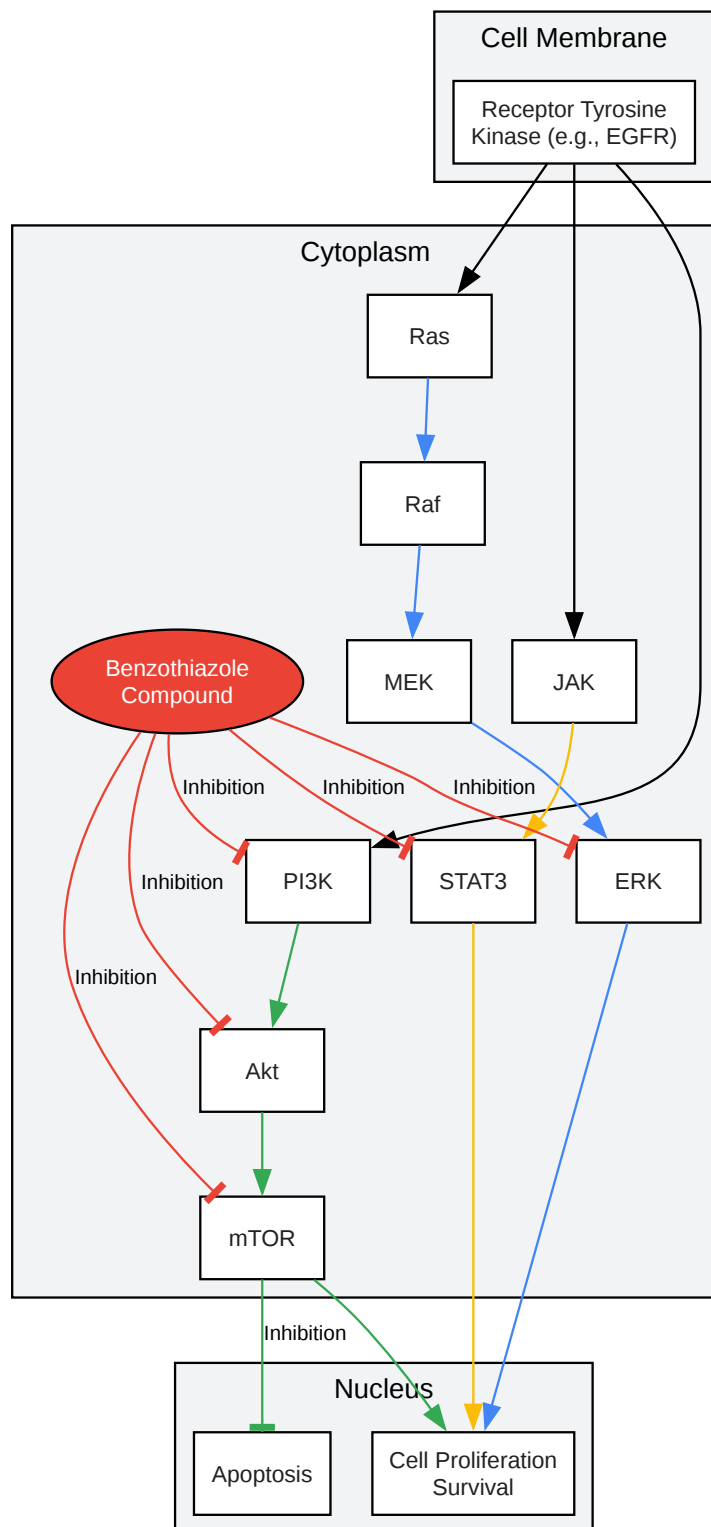 Cell Membrane
Receptor Tyrosine
Kinase (e.g., EGFR)
Cytoplasm
Ras
Raf
Benzothiazole
Compound
MEK
JAK
Inhibition
Inhibition
Inhibition
Inhibition
PI3K
STAT3
ERK
Inhibition
Akt
mTOR
Inhibition
Nucleus
Apoptosis
Cell Proliferation
Survival